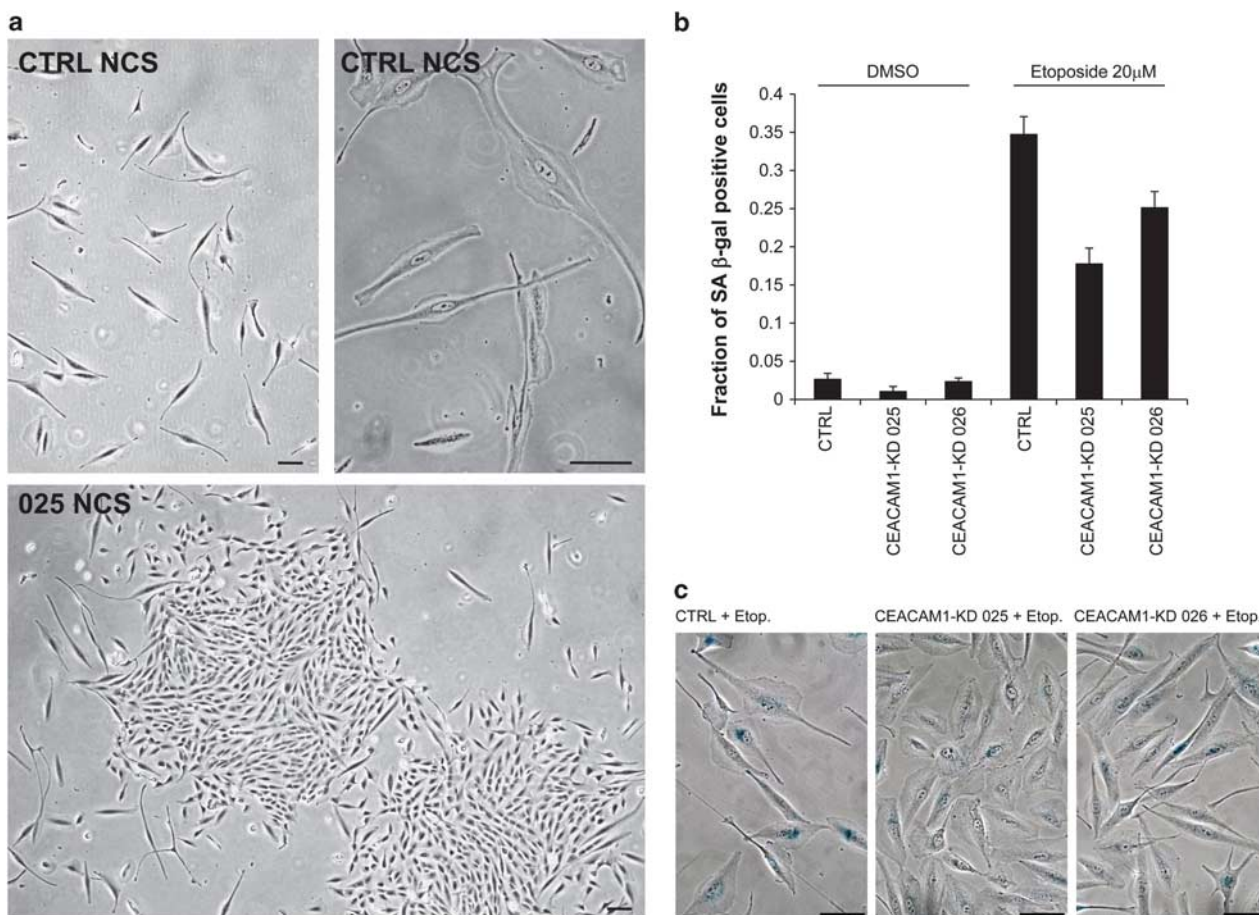 a
CTRL NCS
CTRL NCS
025 NCS
b
DMSO
Etoposide 20μM
Fraction of SA β-gal positive cells
0.4
0.35
0.3
0.25
0.2
0.15
0.1
0.05
0
CTRL
CEACAM1-KD 025
CEACAM1-KD 026
CTRL
CEACAM1-KD 025
CEACAM1-KD 026
c
CTRL + Etop.
CEACAM1-KD 025 + Etop.
CEACAM1-KD 026 + Etop